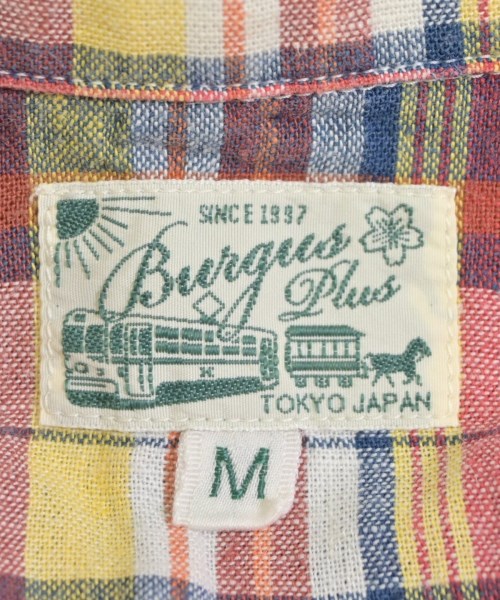 SINCE 1997
Burgus
Plus
TOKYO JAPAN
M